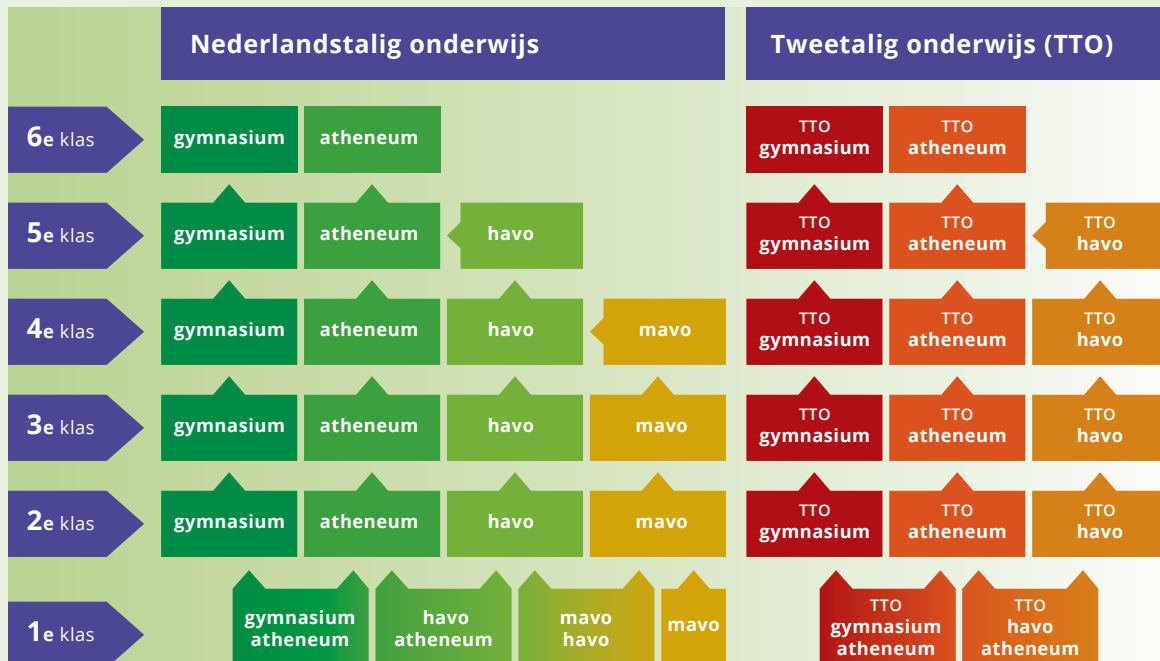 Nederlandstalig onderwijs
Tweetalig onderwijs (TTO)
6e klas
gymnasium
atheneum
TTO
gymnasium
TTO
atheneum
5e klas
gymnasium
atheneum
havo
TTO
gymnasium
TTO
atheneum
TTO
havo
4e klas
gymnasium
atheneum
havo
mavo
TTO
gymnasium
TTO
atheneum
TTO
havo
3e klas
gymnasium
atheneum
havo
mavo
TTO
gymnasium
TTO
atheneum
TTO
havo
2e klas
gymnasium
atheneum
havo
mavo
TTO
gymnasium
TTO
atheneum
TTO
havo
1e klas
gymnasium
atheneum
havo
atheneum
mavo
havo
mavo
TTO
gymnasium
atheneum
TTO
havo
atheneum